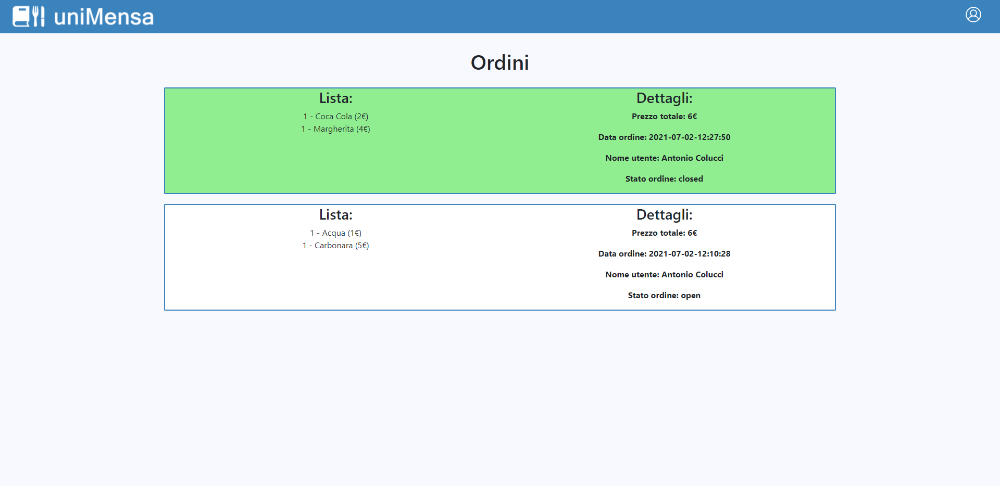 uniMensa
Ordini
Lista:
1 - Coca Cola (2€)
1 - Margherita (4€)
Dettagli:
Prezzo totale: 6€
Data ordine: 2021-07-02-12:27:50
Nome utente: Antonio Colucci
Stato ordine: closed
Lista:
1 - Acqua (1€)
1 - Carbonara (5€)
Dettagli:
Prezzo totale: 6€
Data ordine: 2021-07-02-12:10:28
Nome utente: Antonio Colucci
Stato ordine: open